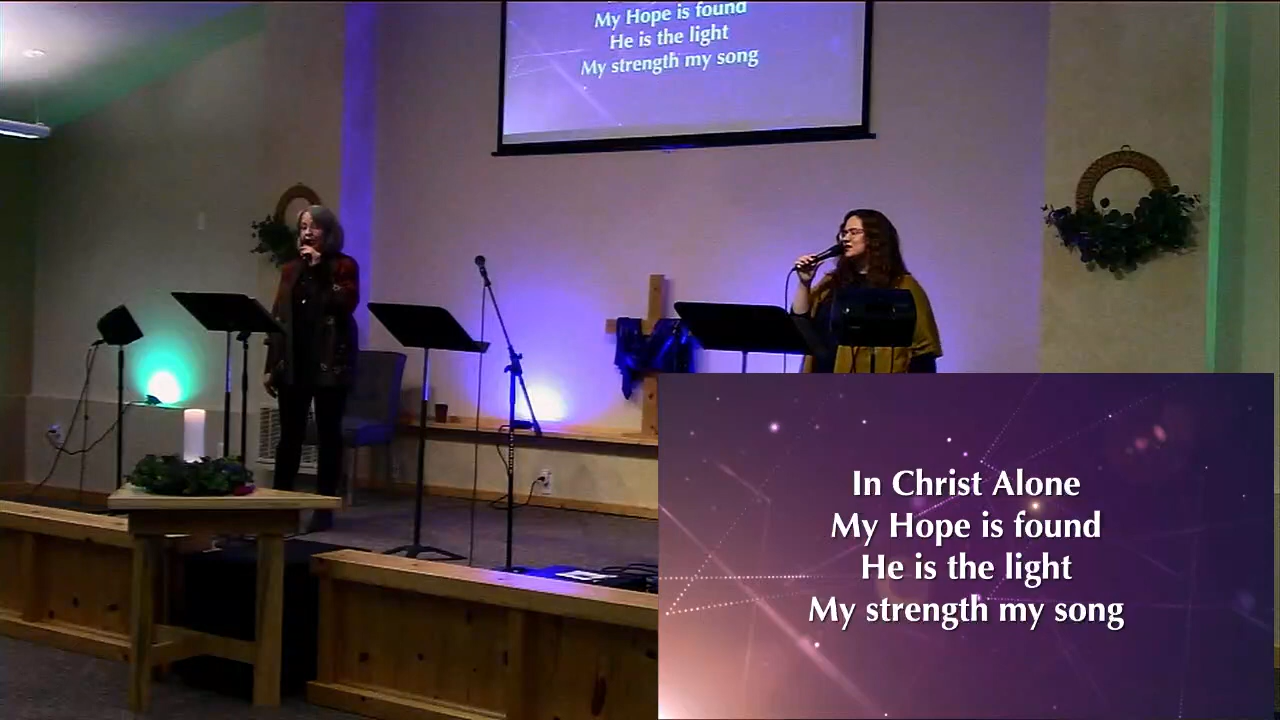 My Hope is found
He is the light
My strength my song
In Christ Alone
My Hope is found
He is the light
My strength my song